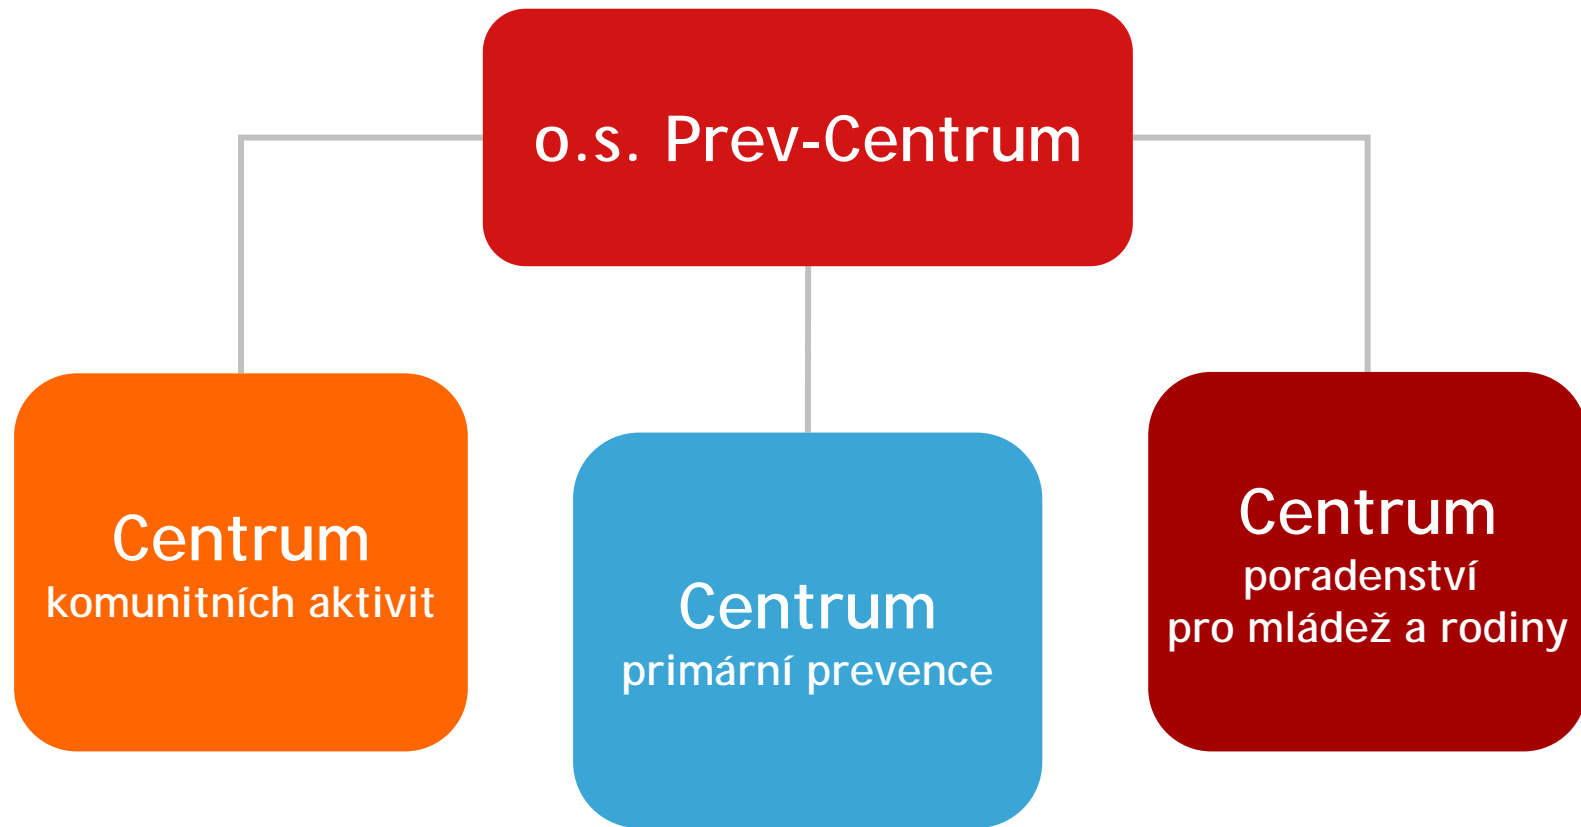 o.s. Prev-Centrum
Centrum
komunitních aktivit
Centrum
primární prevence
Centrum
poradenství
pro mládež a rodiny